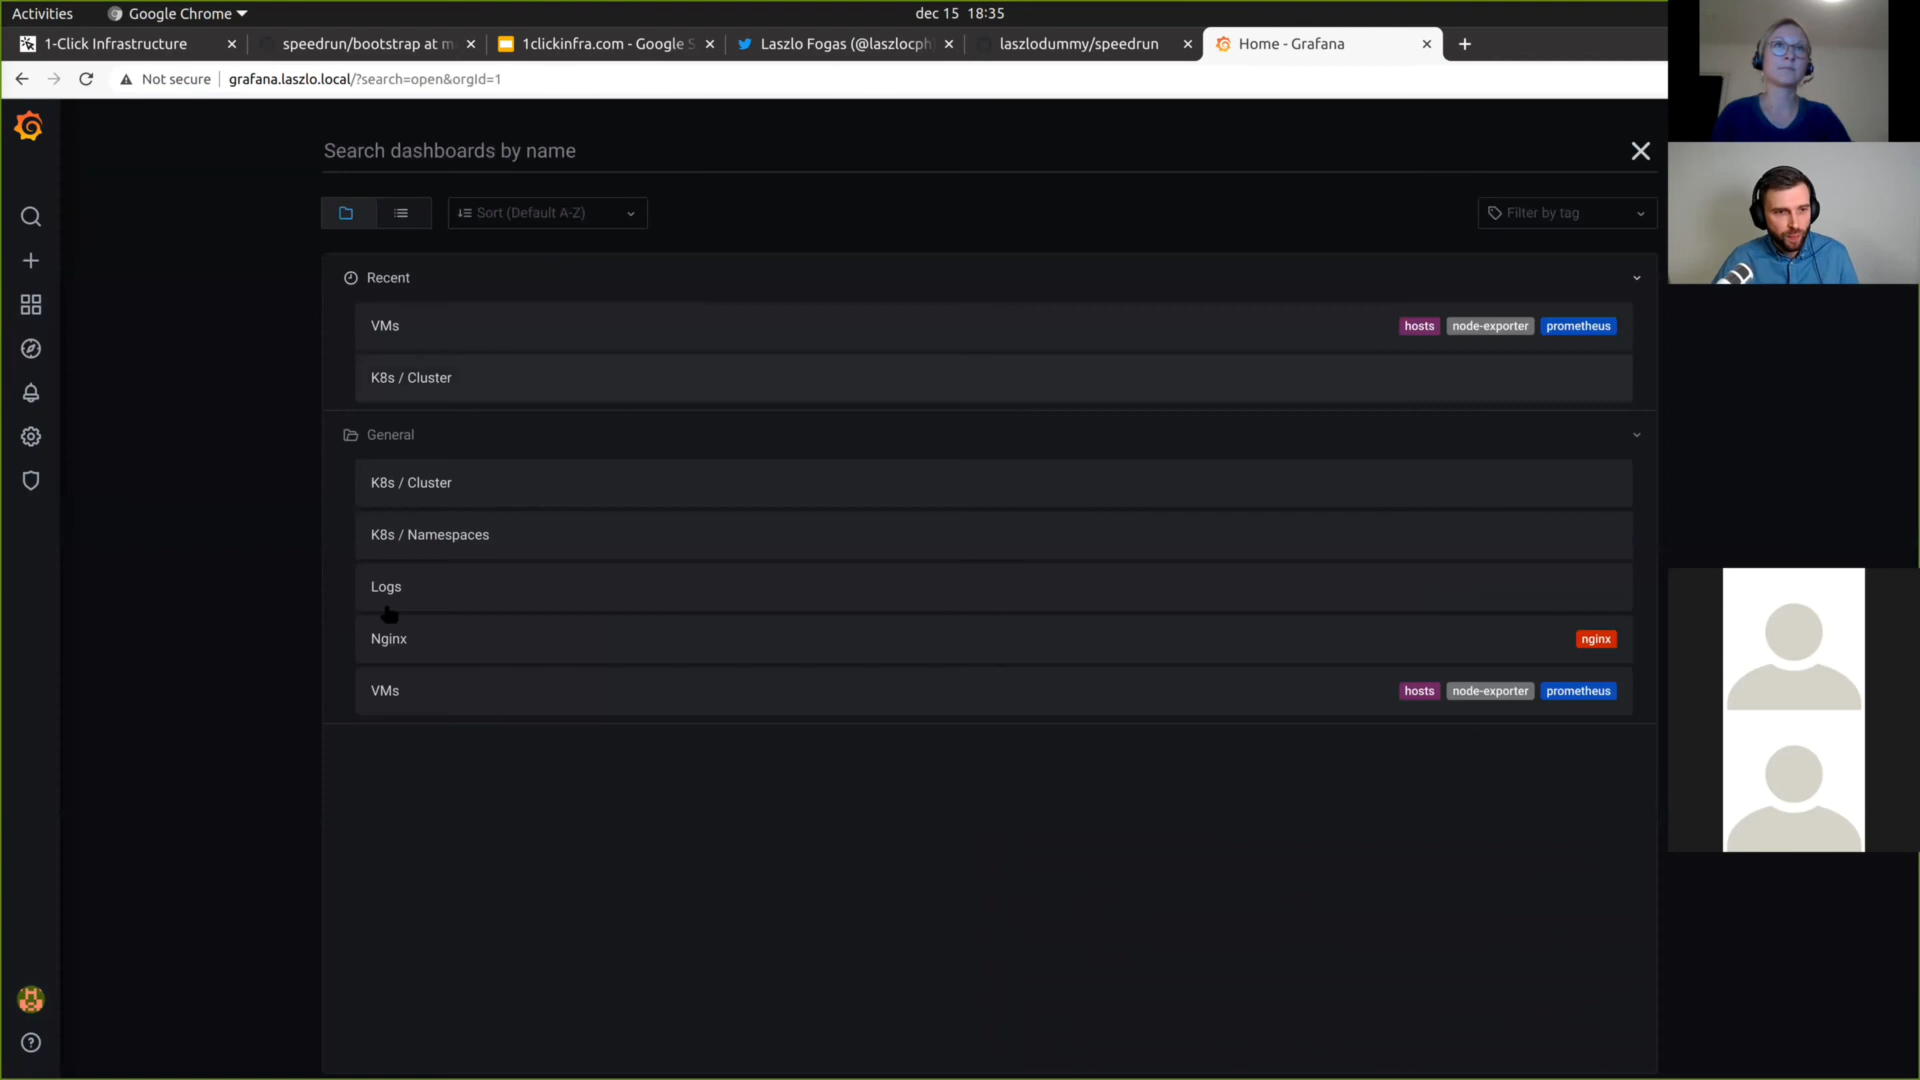 Activities
Google Chrome
dec 15 18:35
1-Click Infrastructure
speedrun/bootstrap at m
1clickinfra.com - Google S
Laszlo Fogas (@laszlocph
laszlodummy/speedrun
Home - Grafana
Not secure
grafana.laszlo.local/?search=open&orgId=1
Search dashboards by name
Sort (Default A-Z)
Filter by tag
Recent
VMs
hosts node-exporter prometheus
K8s / Cluster
General
K8s / Cluster
K8s / Namespaces
Logs
Nginx
nginx
VMs
hosts node-exporter prometheus